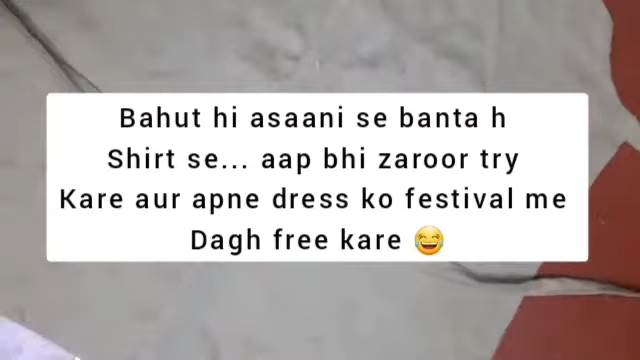 Bahut hi asaani se banta h
Shirt se... aap bhi zaroor try
Kare aur apne dress ko festival me
Dagh free kare 😂